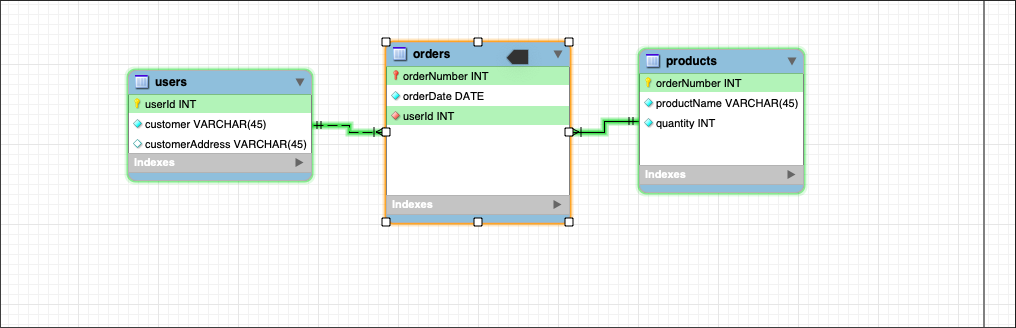 users
userId INT
customer VARCHAR(45)
customerAddress VARCHAR(45)
Indexes
orders
orderNumber INT
orderDate DATE
userId INT
Indexes
products
orderNumber INT
productName VARCHAR(45)
quantity INT
Indexes